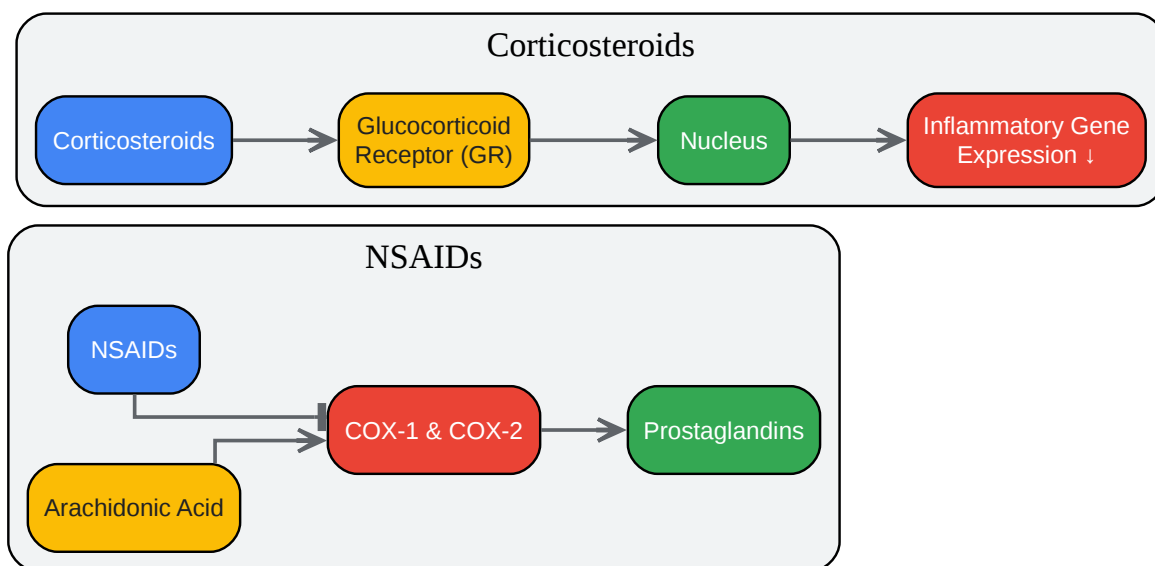 Corticosteroids
Corticosteroids
Glucocorticoid
Receptor (GR)
Nucleus
Inflammatory Gene
Expression ↓
NSAIDs
NSAIDs
COX-1 & COX-2
Prostaglandins
Arachidonic Acid